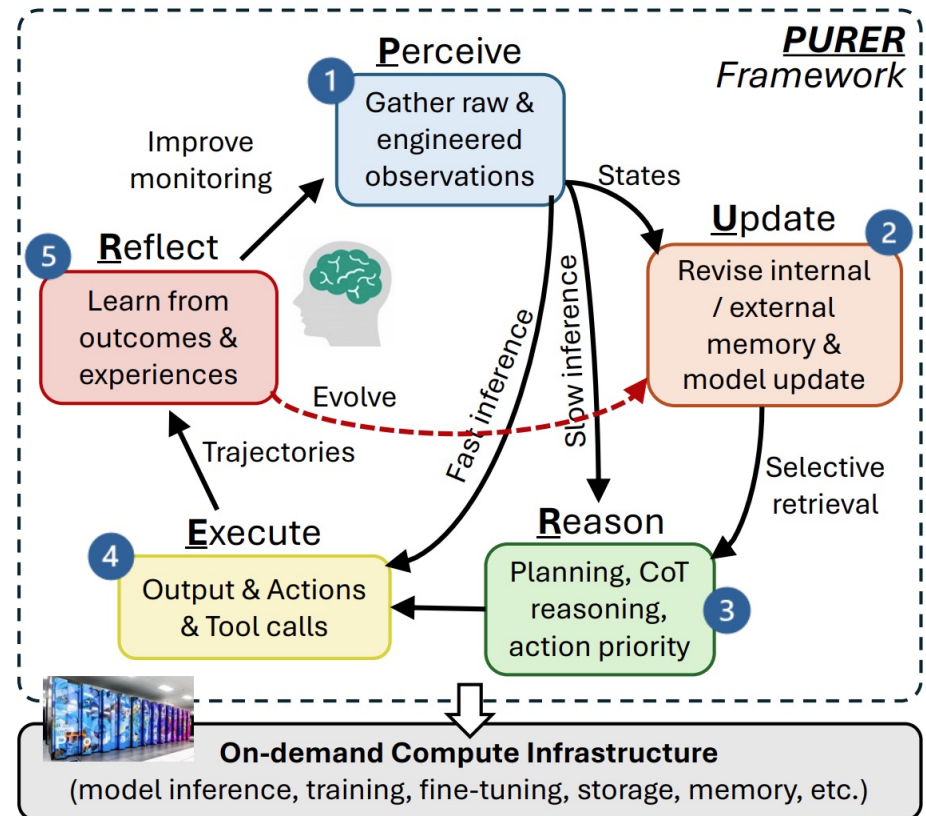 PURER
Framework
Perceive
1
Gather raw &
engineered
observations
Improve
monitoring
States
Update
2
Revise internal
/ external
memory &
model update
5
Reflect
Learn from
outcomes &
experiences
Evolve
Fast inference
Slow inference
Trajectories
Selective
retrieval
Execute
4
Output & Actions
& Tool calls
Reason
3
Planning, CoT
reasoning,
action priority
On-demand Compute Infrastructure
(model inference, training, fine-tuning, storage, memory, etc.)